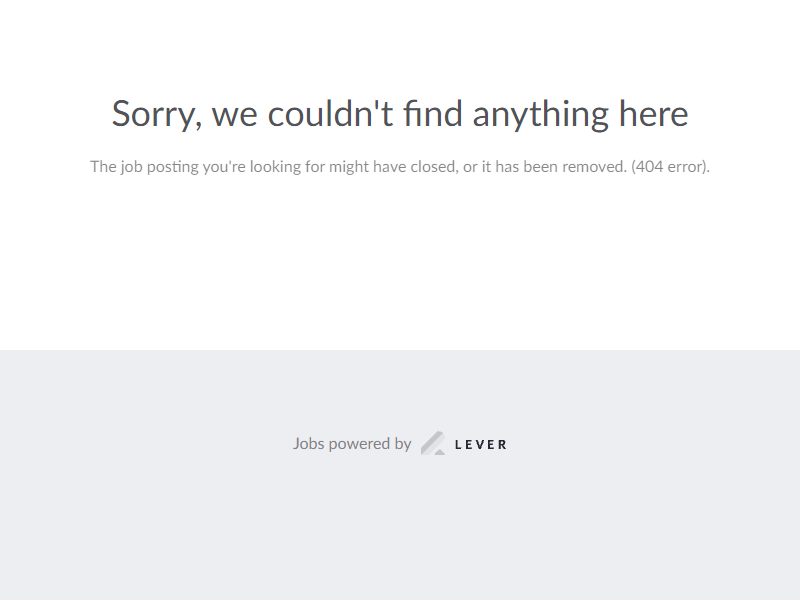 Sorry, we couldn't find anything here
The job posting you're looking for might have closed, or it has been removed. (404 error).
Jobs powered by LEVER